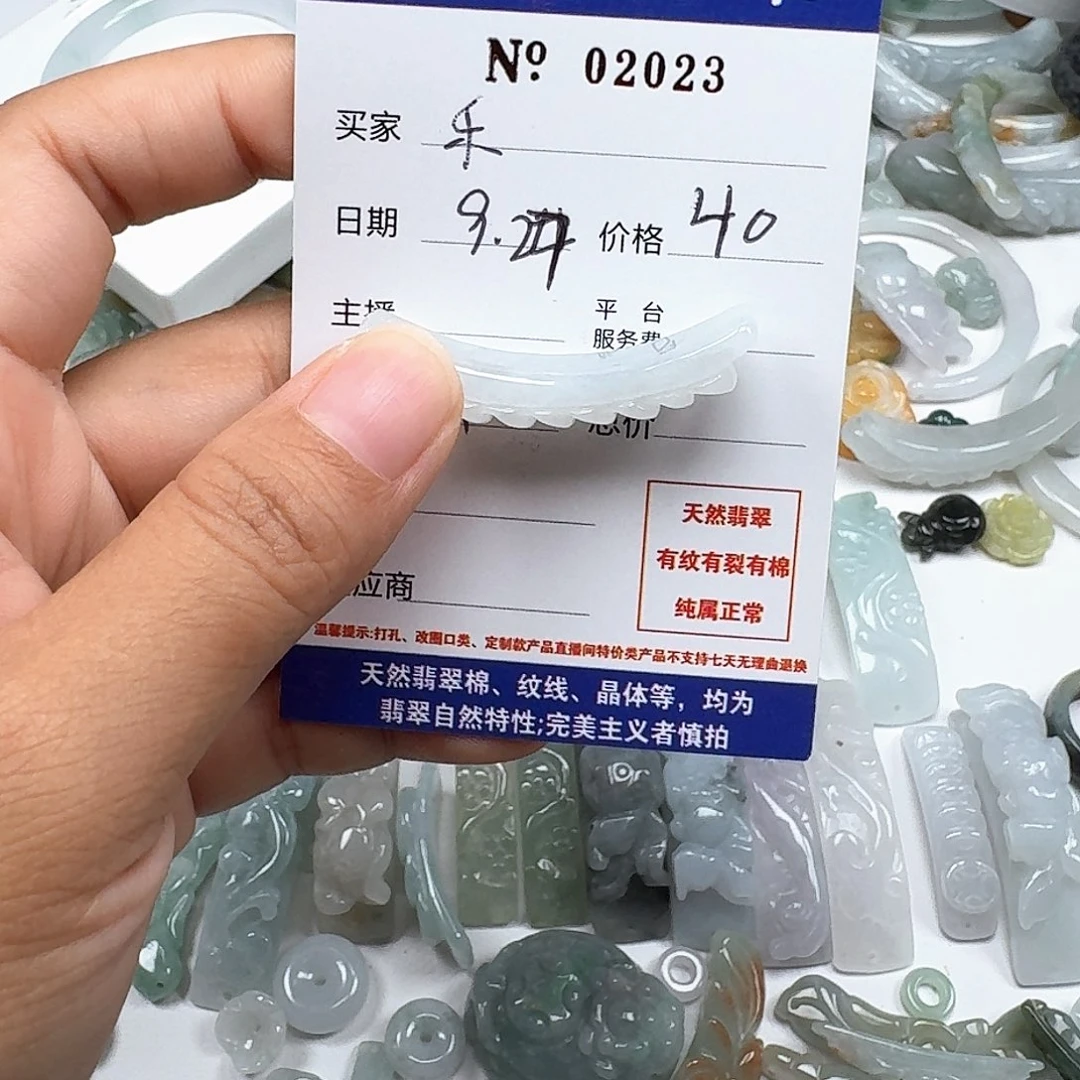 Nº 02023
买家 乐
日期 9.27 价格 40
主播 平台
服务费
总价
应商
天然翡翠
有纹有裂有棉
纯属正常
温馨提示:打孔、改圈口类、定制款产品直播间特价类产品不支持七天无理由退换
天然翡翠棉、纹线、晶体等，均为
翡翠自然特性;完美主义者慎拍